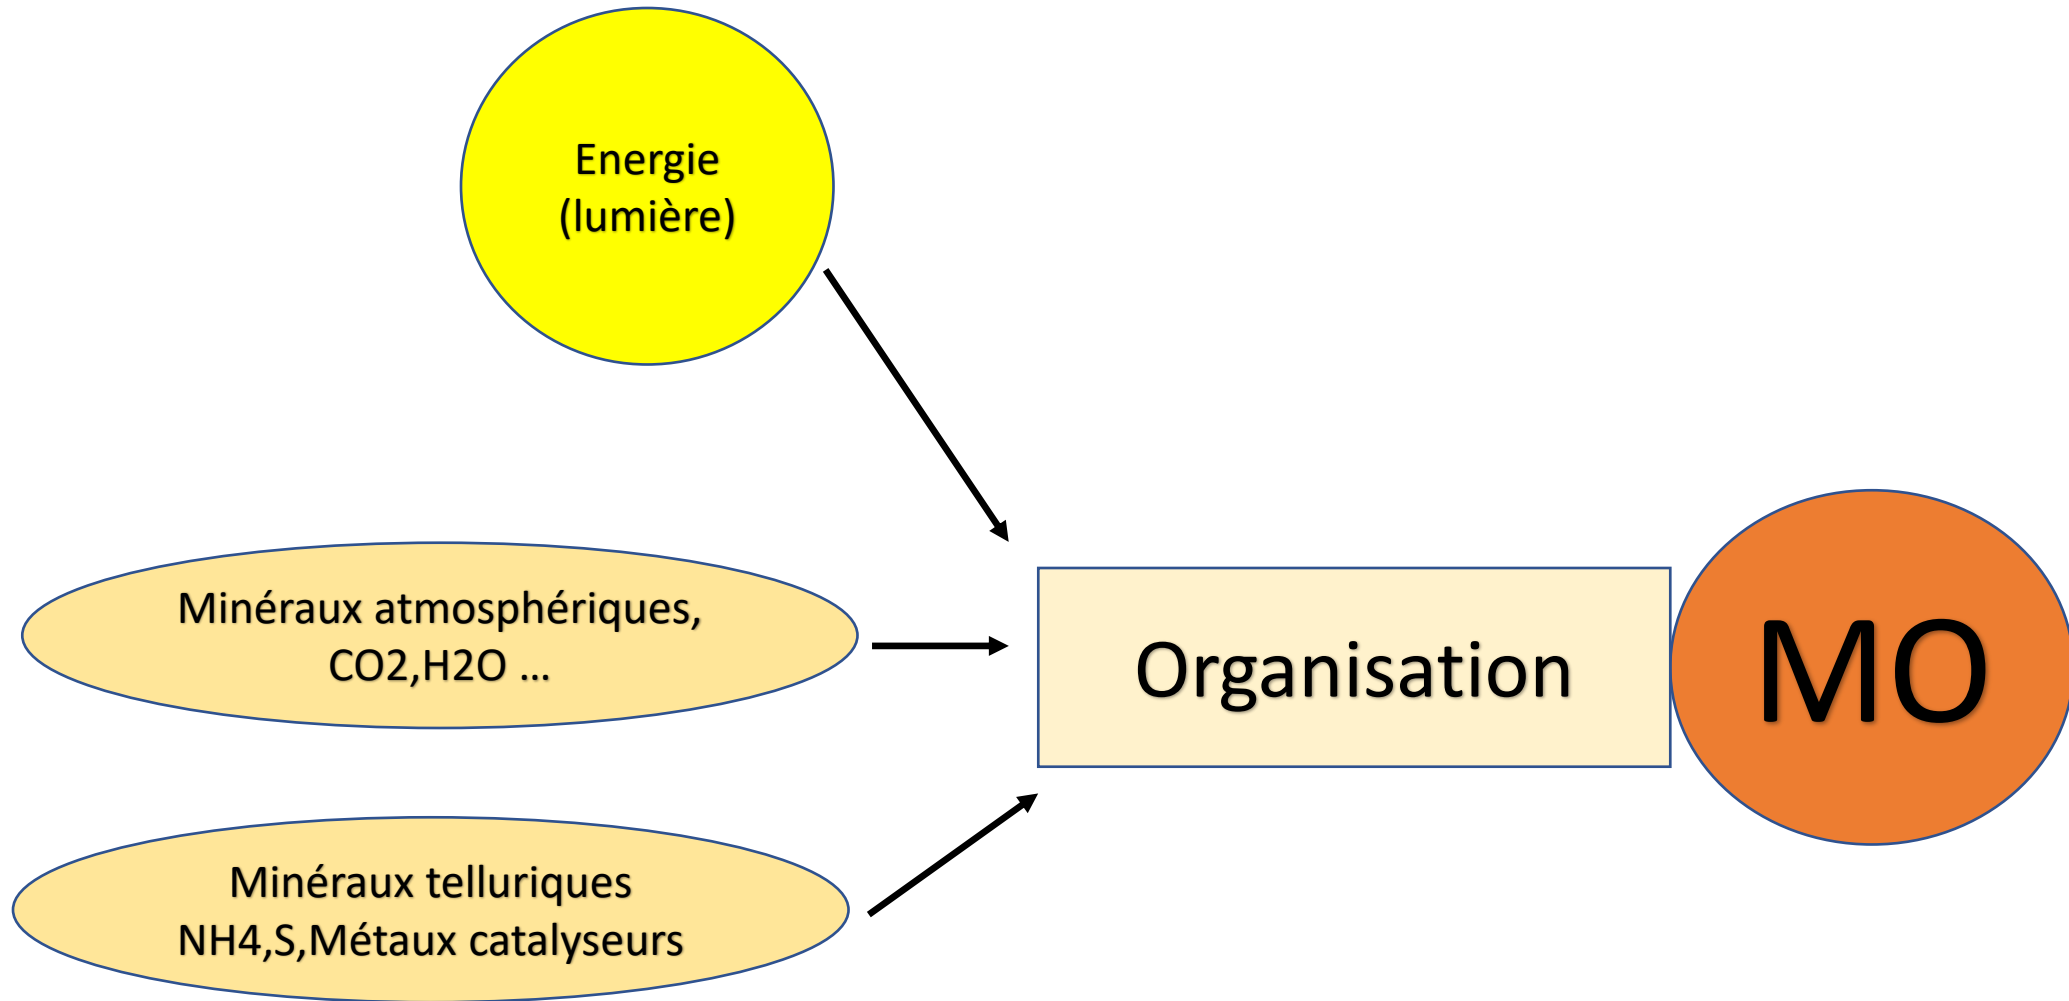 Energie
(lumière)
Minéraux atmosphériques,
CO2,H2O ...
Organisation
MO
Minéraux telluriques
NH4,S,Métaux catalyseurs